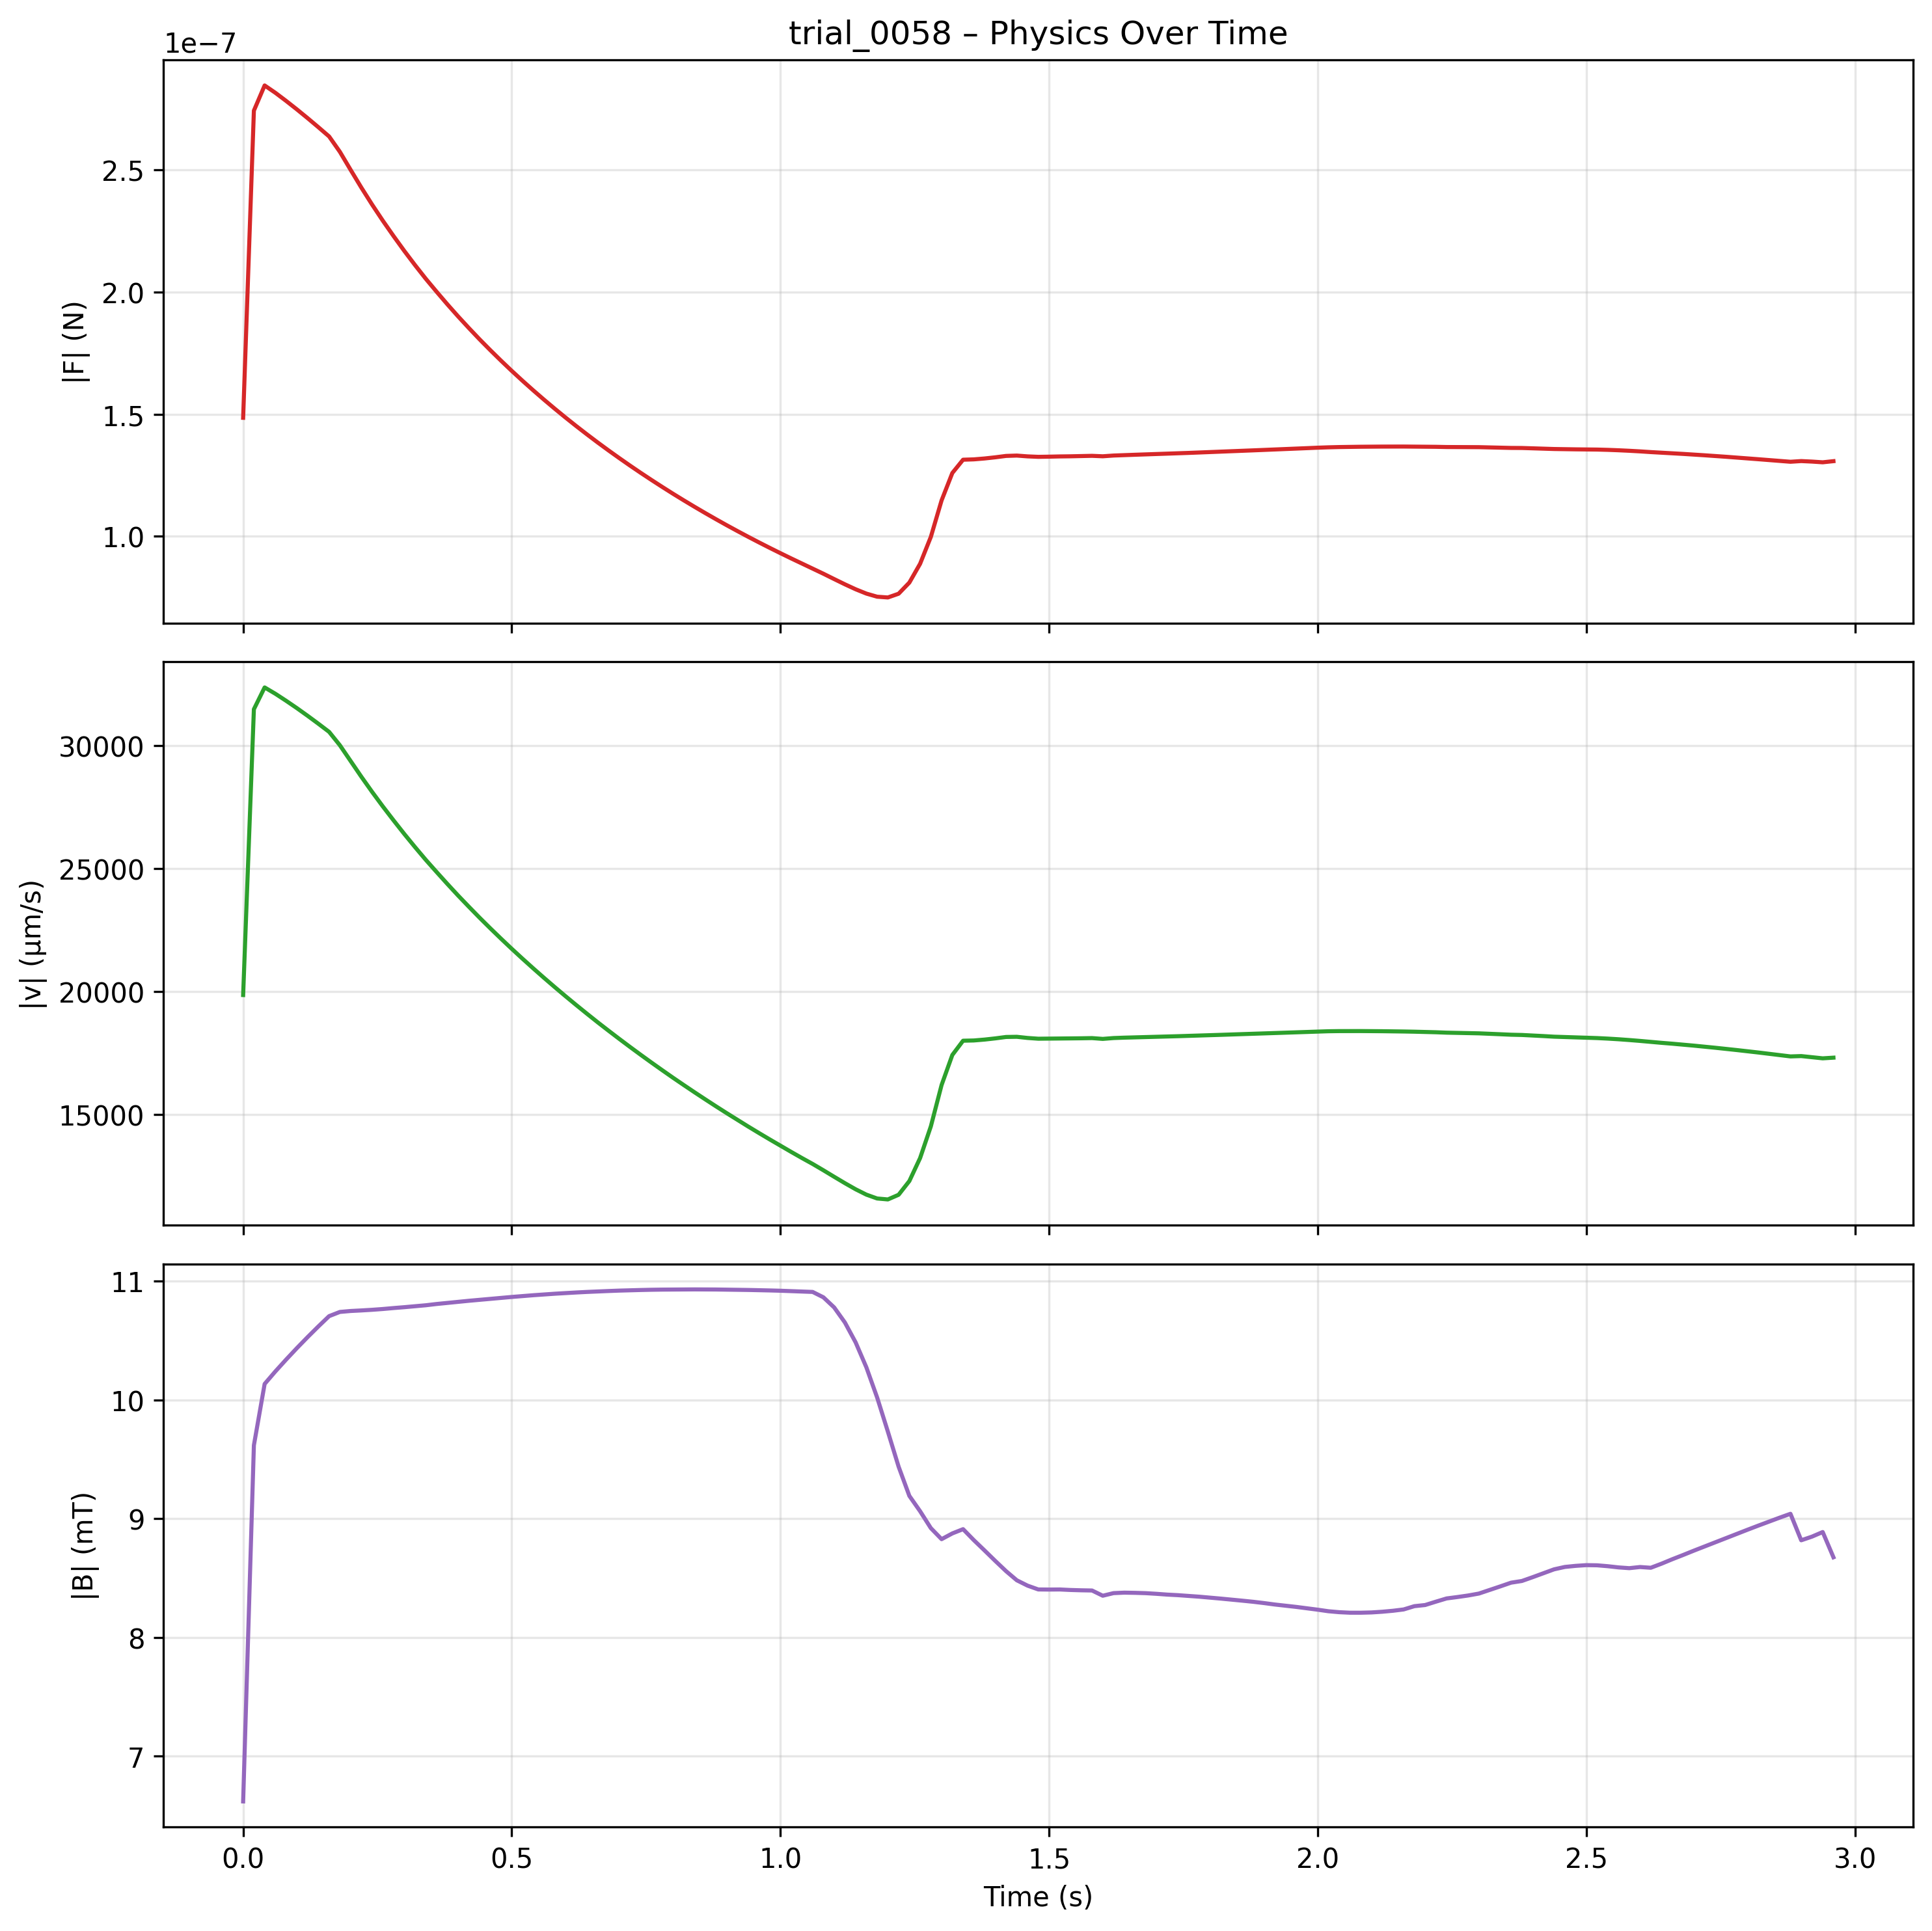 trial_0058 – Physics Over Time
1e−7
|F| (N)
2.5
2.0
1.5
1.0
|v| (µm/s)
30000
25000
20000
15000
|B| (mT)
11
10
9
8
7
0.0 0.5 1.0 1.5 2.0 2.5 3.0
Time (s)